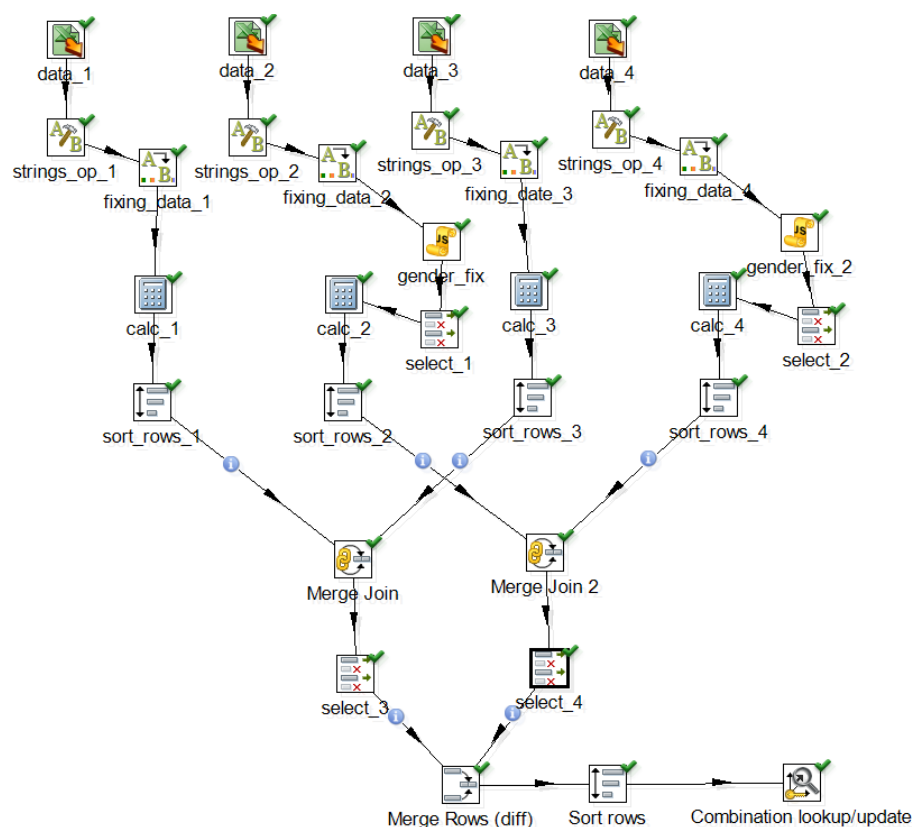 data_1
data_2
data_3
data_4
strings_op_1
strings_op_2
strings_op_3
strings_op_4
fixing_data_1
fixing_data_2
fixing_date_3
fixing_data_4
gender_fix
gender_fix_2
calc_1
calc_2
calc_3
calc_4
select_1
select_2
sort_rows_1
sort_rows_2
sort_rows_3
sort_rows_4
Merge Join
Merge Join 2
select_3
select_4
Merge Rows (diff)
Sort rows
Combination lookup/update